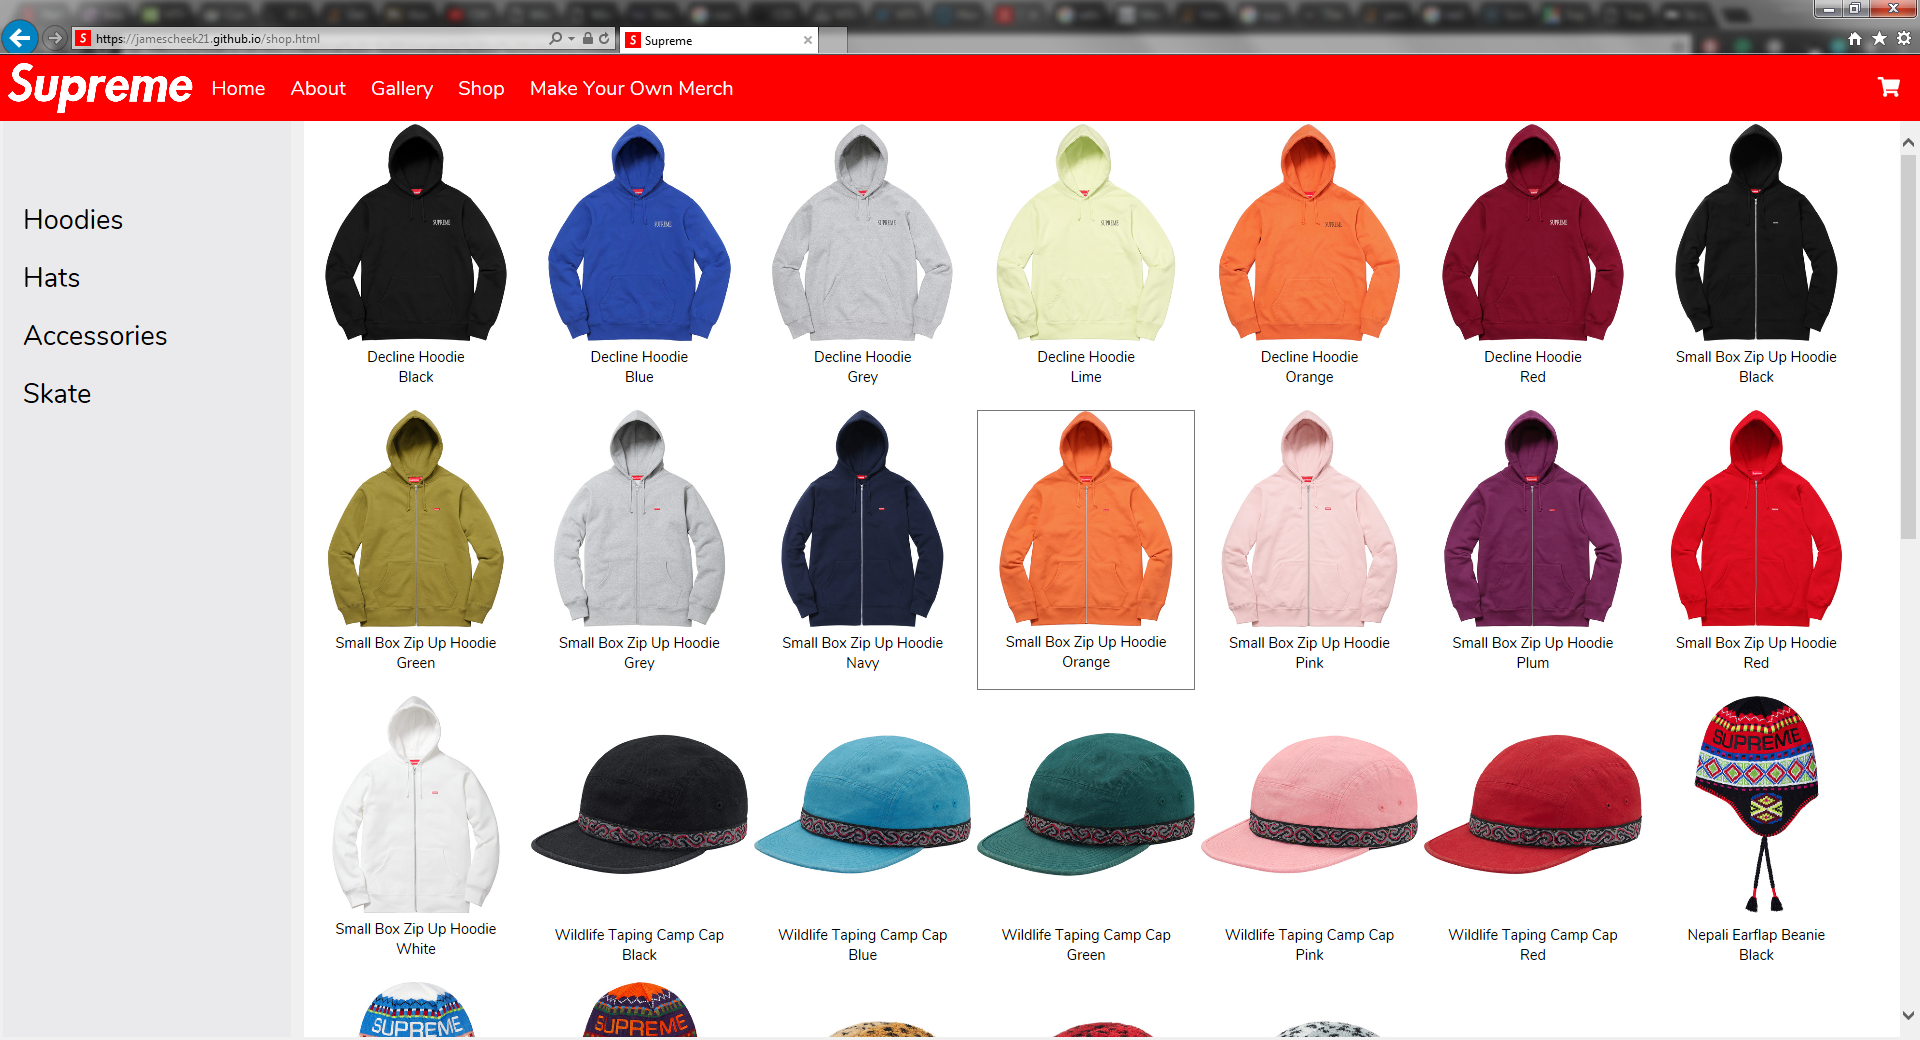 https://jamescheek21.github.io/shop.html
Supreme
Supreme Home About Gallery Shop Make Your Own Merch
Hoodies
Hats
Accessories
Skate
SUPREME SUPREME SUPREME SUPREME SUPREME SUPREME
Decline Hoodie
Black
Decline Hoodie
Blue
Decline Hoodie
Grey
Decline Hoodie
Lime
Decline Hoodie
Orange
Decline Hoodie
Red
Small Box Zip Up Hoodie
Black
Small Box Zip Up Hoodie
Green
Small Box Zip Up Hoodie
Grey
Small Box Zip Up Hoodie
Navy
Small Box Zip Up Hoodie
Orange
Small Box Zip Up Hoodie
Pink
Small Box Zip Up Hoodie
Plum
Small Box Zip Up Hoodie
Red
SUPREME
Small Box Zip Up Hoodie
White
Wildlife Taping Camp Cap
Black
Wildlife Taping Camp Cap
Blue
Wildlife Taping Camp Cap
Green
Wildlife Taping Camp Cap
Pink
Wildlife Taping Camp Cap
Red
Nepali Earflap Beanie
Black
SUPREME
SUPREME